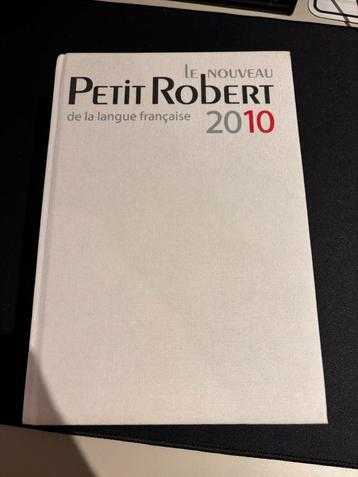 LE NOUVEAU
PETIT ROBERT
de la langue française 2010